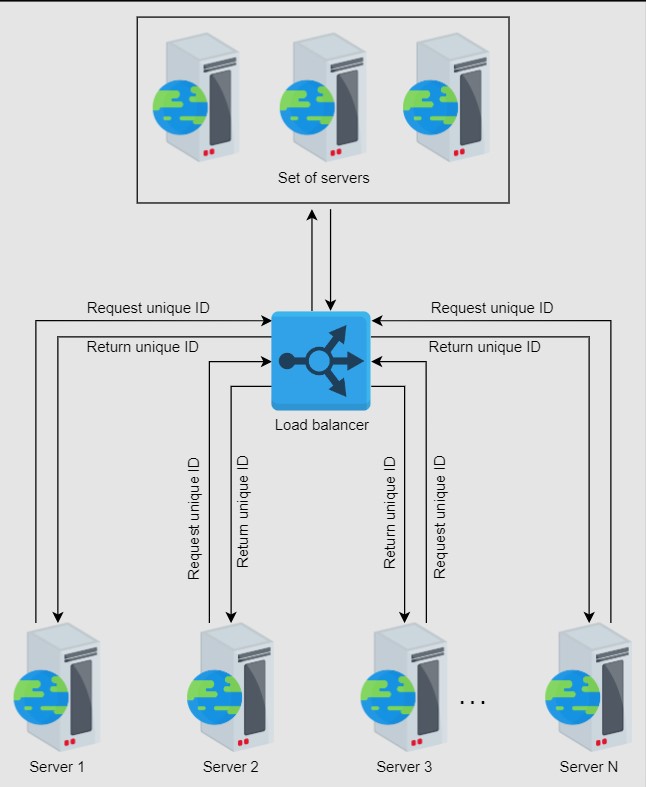 Set of servers
Request unique ID
Request unique ID
Return unique ID
Return unique ID
Load balancer
Request unique ID
Return unique ID
Return unique ID
Request unique ID
...
Server 1
Server 2
Server 3
Server N